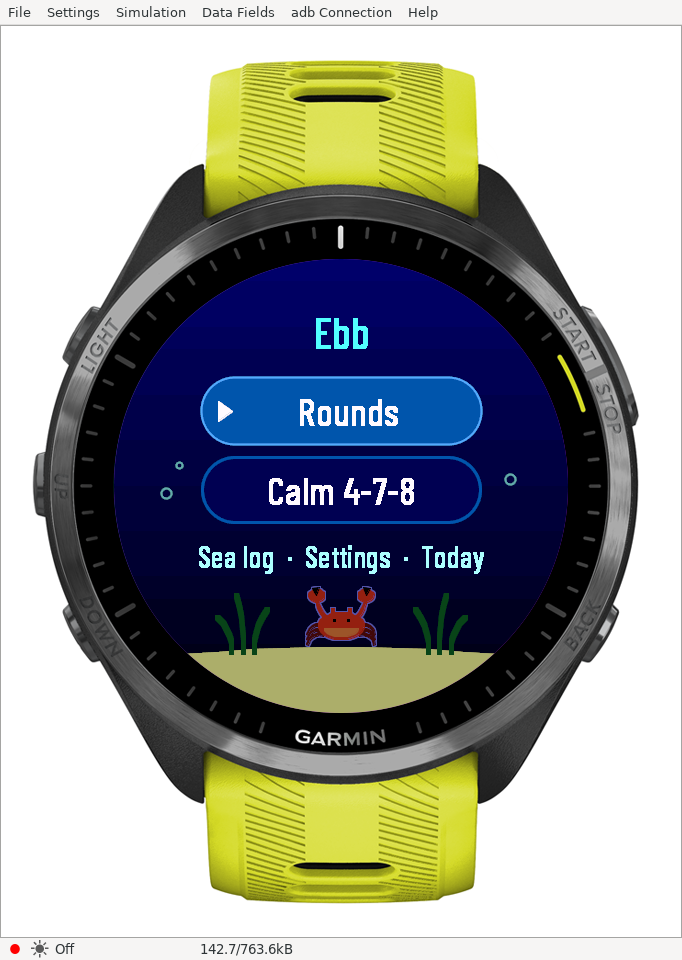 File Settings Simulation Data Fields adb Connection Help
LIGHT
START
STOP
UP
DOWN
BACK
Ebb
Rounds
Calm 4-7-8
Sea log · Settings · Today
GARMIN
Off 142.7/763.6kB